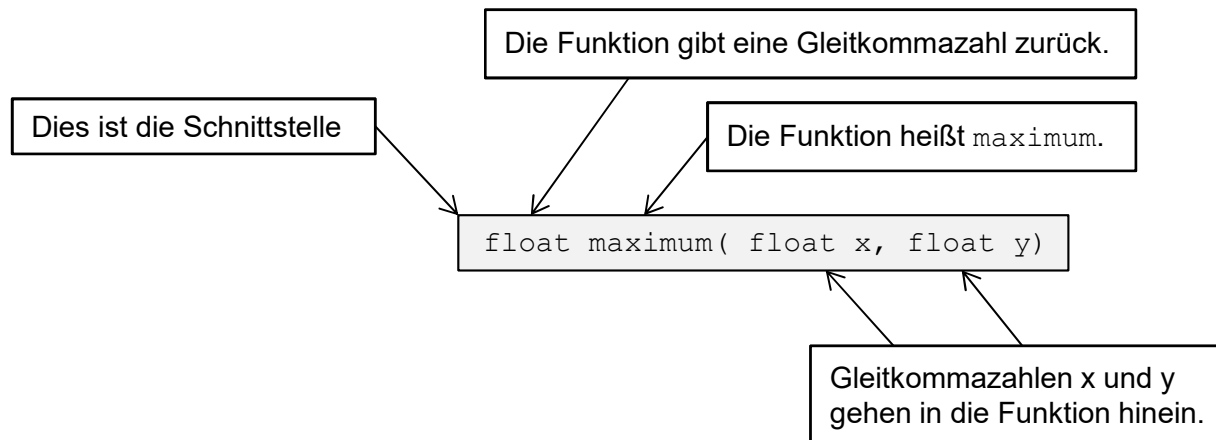 Die Funktion gibt eine Gleitkommazahl zurück.
Dies ist die Schnittstelle
Die Funktion heißt maximum.
float maximum( float x, float y)
Gleitkommazahlen x und y
gehen in die Funktion hinein.